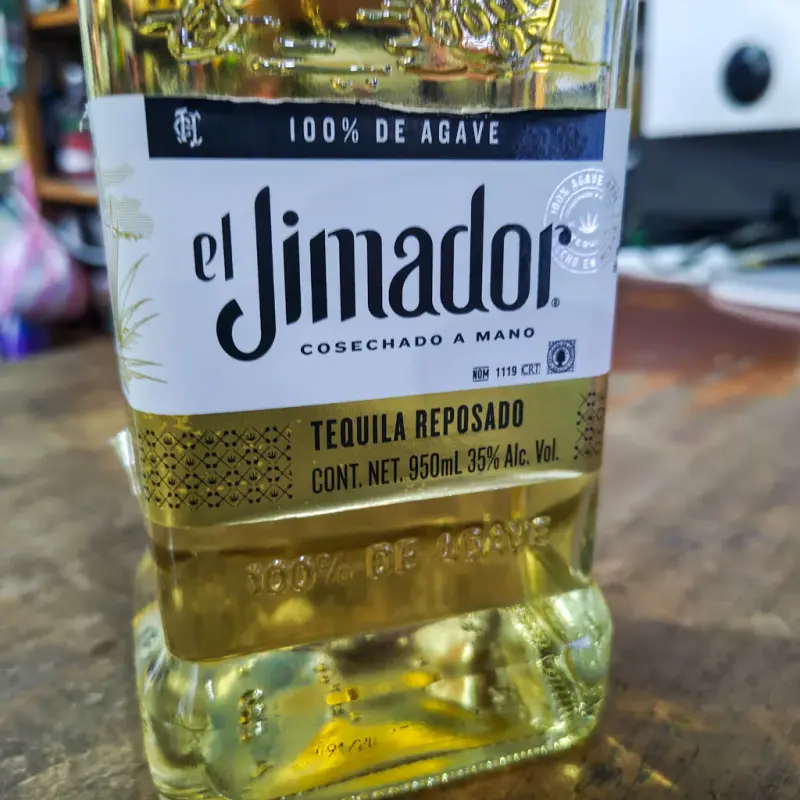 100% DE AGAVE
el Jimador®
COSECHADO A MANO
NOM 1119 CRT
TEQUILA REPOSADO
CONT. NET. 950mL 35% Alc. Vol.
100% DE AGAVE